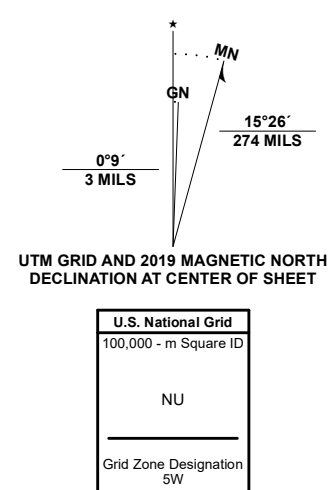 ★
MN
GN
15°26´
274 MILS
0°9´
3 MILS
UTM GRID AND 2019 MAGNETIC NORTH
DECLINATION AT CENTER OF SHEET
U.S. National Grid
100,000 - m Square ID
NU
Grid Zone Designation
5W